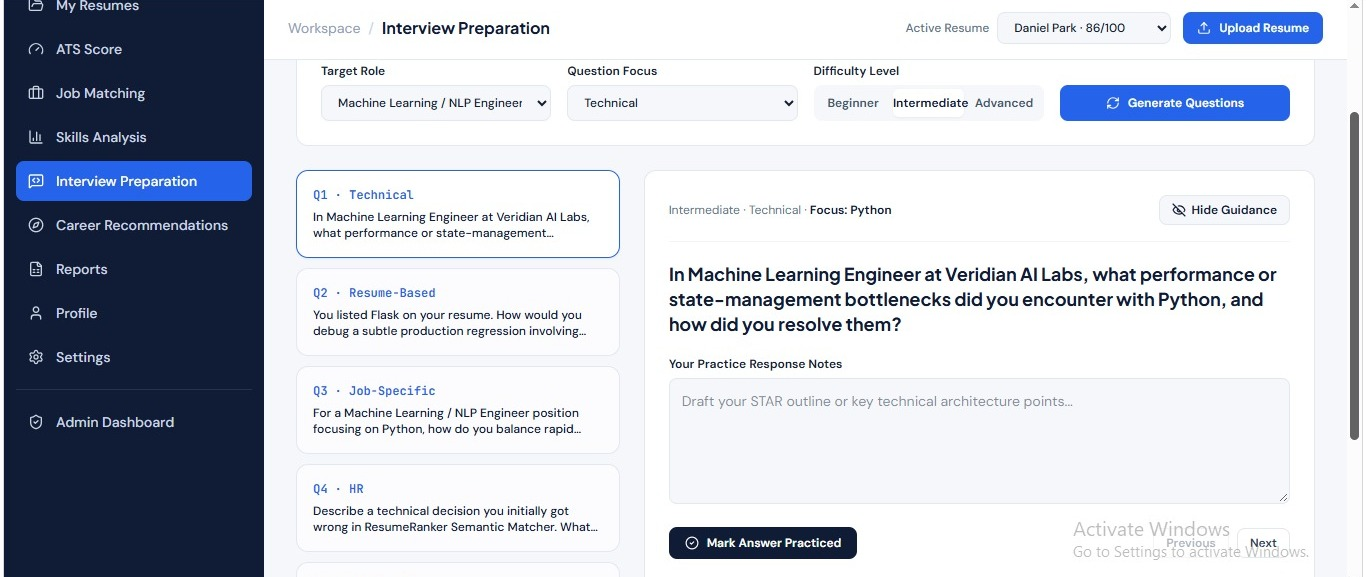 My Resumes
ATS Score
Job Matching
Skills Analysis
Interview Preparation
Career Recommendations
Reports
Profile
Settings
Admin Dashboard
Workspace / Interview Preparation
Active Resume
Daniel Park · 86/100
Upload Resume
Target Role
Machine Learning / NLP Engineer
Question Focus
Technical
Difficulty Level
Beginner
Intermediate
Advanced
Generate Questions
Q1 · Technical
In Machine Learning Engineer at Veridian AI Labs,
what performance or state-management…
Q2 · Resume-Based
You listed Flask on your resume. How would you
debug a subtle production regression involving…
Q3 · Job-Specific
For a Machine Learning / NLP Engineer position
focusing on Python, how do you balance rapid…
Q4 · HR
Describe a technical decision you initially got
wrong in ResumeRanker Semantic Matcher. What…
Intermediate · Technical · Focus: Python
Hide Guidance
In Machine Learning Engineer at Veridian AI Labs, what performance or
state-management bottlenecks did you encounter with Python, and
how did you resolve them?
Your Practice Response Notes
Draft your STAR outline or key technical architecture points…
Mark Answer Practiced
Previous
Next
Activate Windows
Go to Settings to activate Windows.